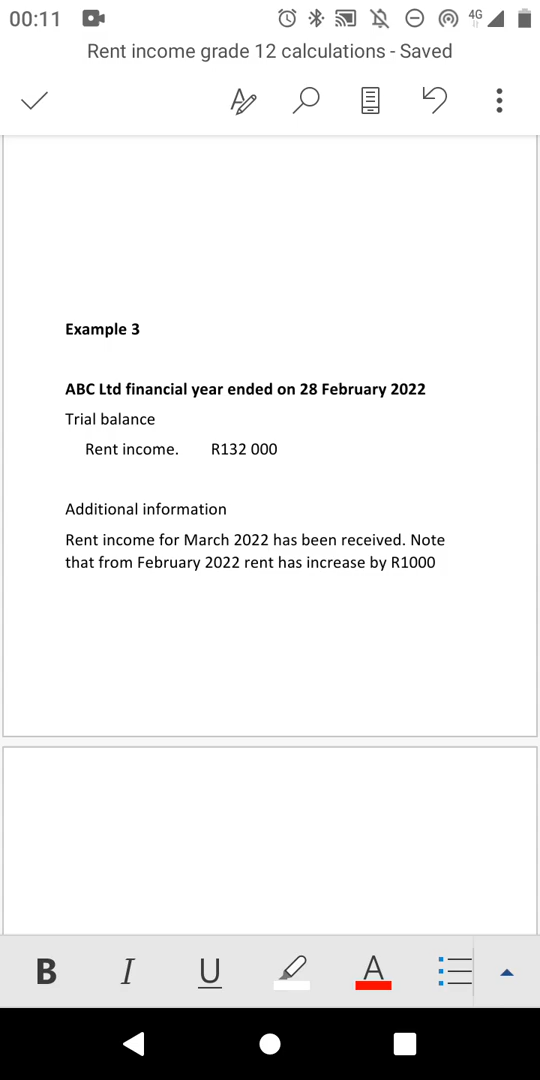 00:11 4G
Rent income grade 12 calculations - Saved
Example 3
ABC Ltd financial year ended on 28 February 2022
Trial balance
Rent income. R132 000
Additional information
Rent income for March 2022 has been received. Note
that from February 2022 rent has increase by R1000
B I U A